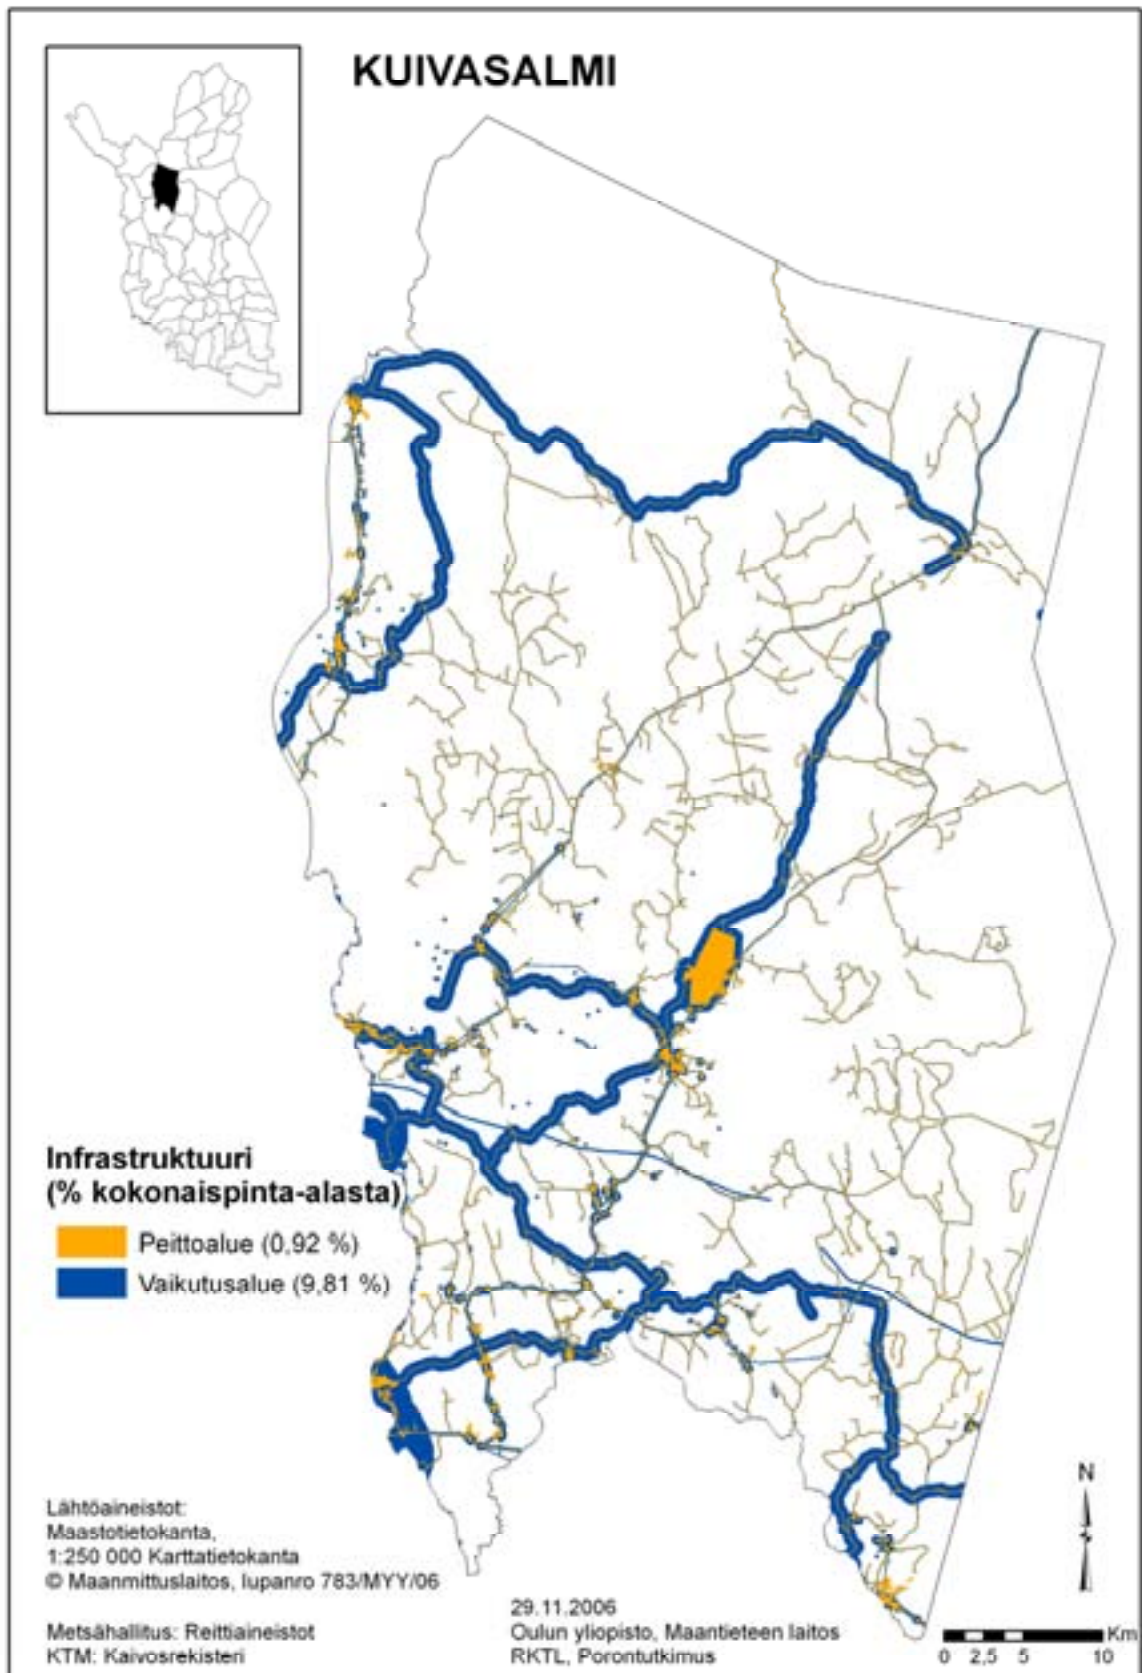 KUIVASALMI
Infrastruktuuri
(% kokonaispinta-alasta)
Peittoalue (0,92 %)
Vaikutusalue (9,81 %)
Lähtöaineistot:
Maastotietokanta,
1:250 000 Karttatietokanta
© Maanmittuslaitos, lupanro 783/MYY/06
Metsähallitus: Reittiaineistot
KTM: Kaivosrekisteri
29.11.2006
Oulun yliopisto, Maantieteen laitos
RKTL, Porontutkimus
N
Km
0 2,5 5 10